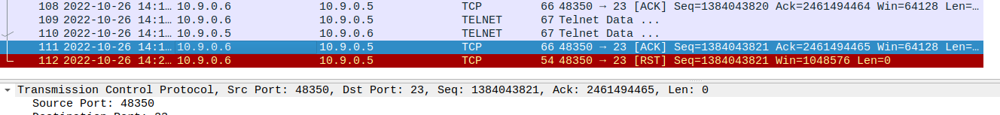 108 2022-10-26 14:1… 10.9.0.6 10.9.0.5 TCP 66 48350 → 23 [ACK] Seq=1384043820 Ack=2461494464 Win=64128 Len=…
109 2022-10-26 14:1… 10.9.0.6 10.9.0.5 TELNET 67 Telnet Data ...
110 2022-10-26 14:1… 10.9.0.5 10.9.0.6 TELNET 67 Telnet Data ...
111 2022-10-26 14:1… 10.9.0.6 10.9.0.5 TCP 66 48350 → 23 [ACK] Seq=1384043821 Ack=2461494465 Win=64128 Len=…
112 2022-10-26 14:2… 10.9.0.6 10.9.0.5 TCP 54 48350 → 23 [RST] Seq=1384043821 Win=1048576 Len=0
Transmission Control Protocol, Src Port: 48350, Dst Port: 23, Seq: 1384043821, Ack: 2461494465, Len: 0
Source Port: 48350